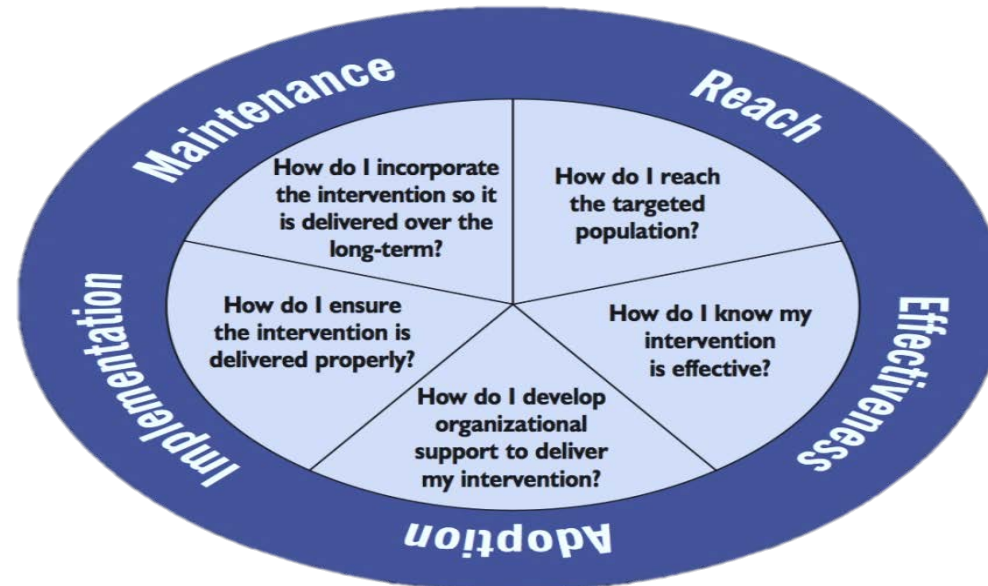 Reach
How do I reach
the targeted
population?
Effectiveness
How do I know my
intervention
is effective?
Adoption
How do I develop
organizational
support to deliver
my intervention?
Implementation
How do I ensure
the intervention is
delivered properly?
Maintenance
How do I incorporate
the intervention so it
is delivered over the
long-term?